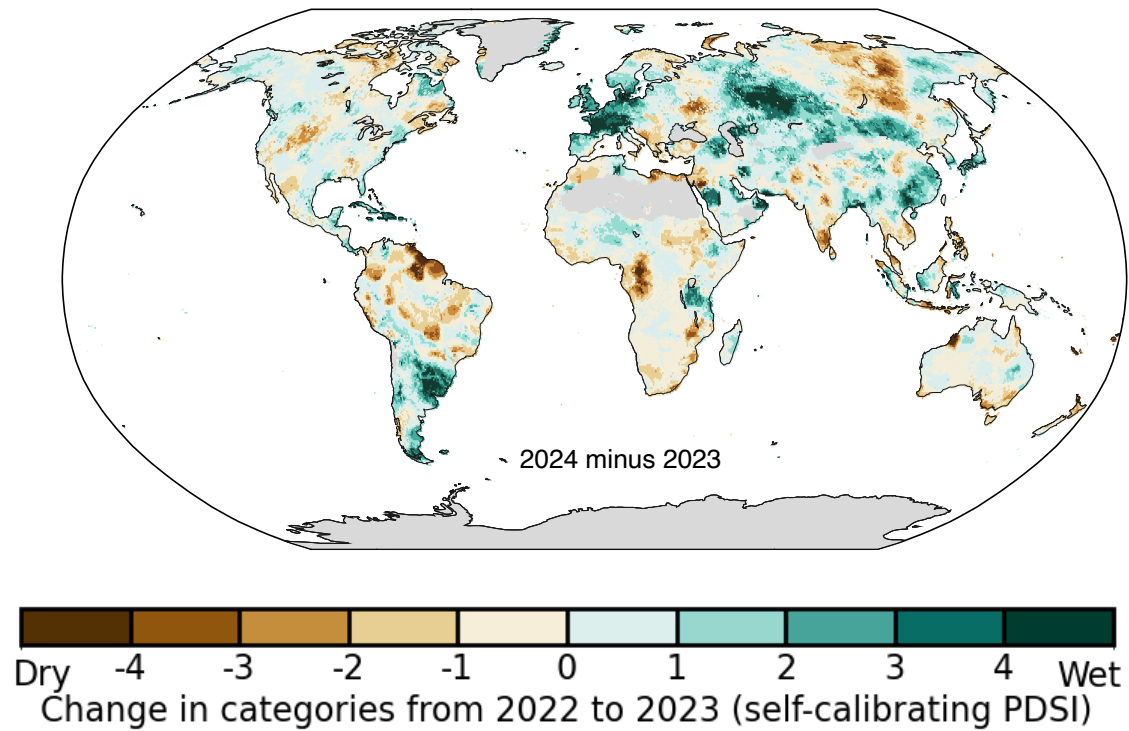 2024 minus 2023
Dry -4 -3 -2 -1 0 1 2 3 4 Wet
Change in categories from 2022 to 2023 (self-calibrating PDSI)